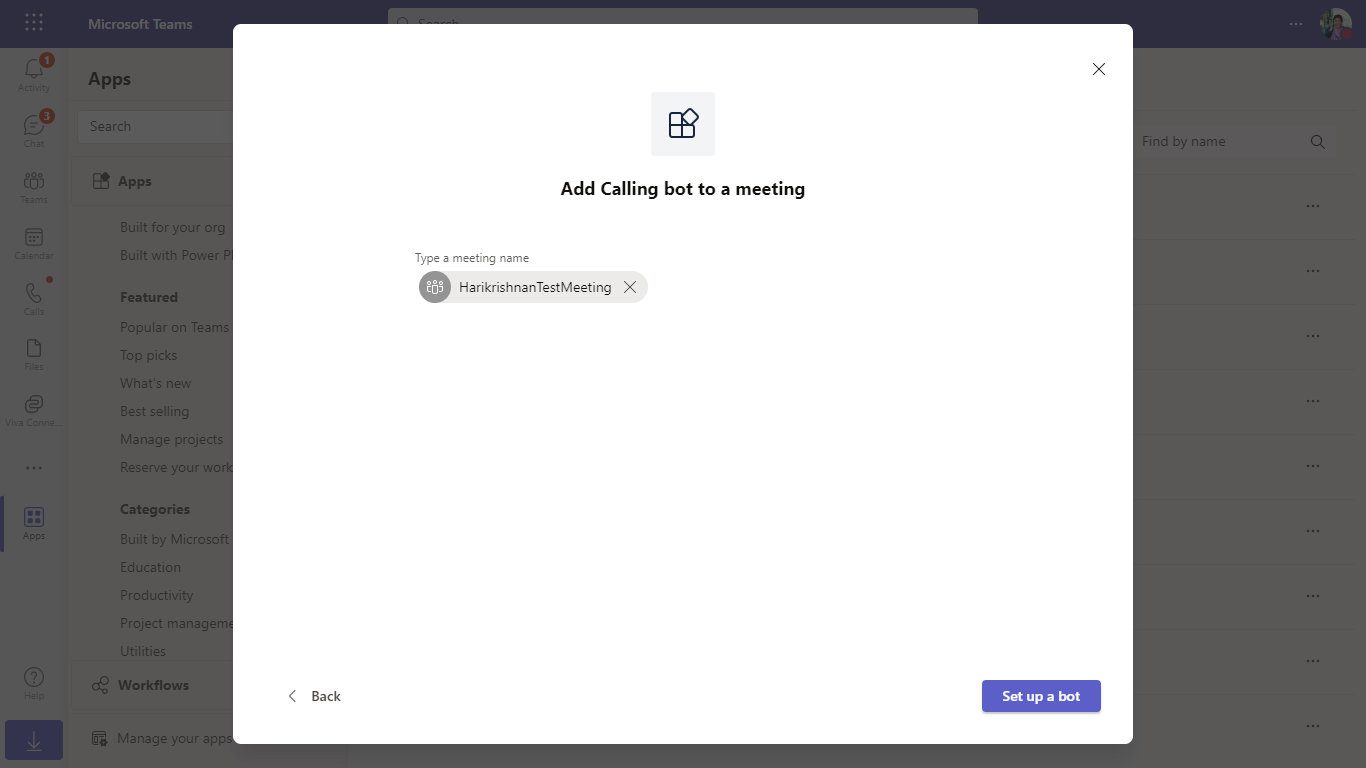 Microsoft Teams
Search
1
Activity
3
Chat
Teams
Calendar
Calls
Files
Viva Conne...
Apps
Help
Apps
Search
Apps
Built for your org
Built with Power Pl
Featured
Popular on Teams
Top picks
What's new
Best selling
Manage projects
Reserve your work
Categories
Built by Microsoft
Education
Productivity
Project manageme
Utilities
Workflows
Manage your apps
Find by name
Add Calling bot to a meeting
Type a meeting name
HarikrishnanTestMeeting
Back
Set up a bot